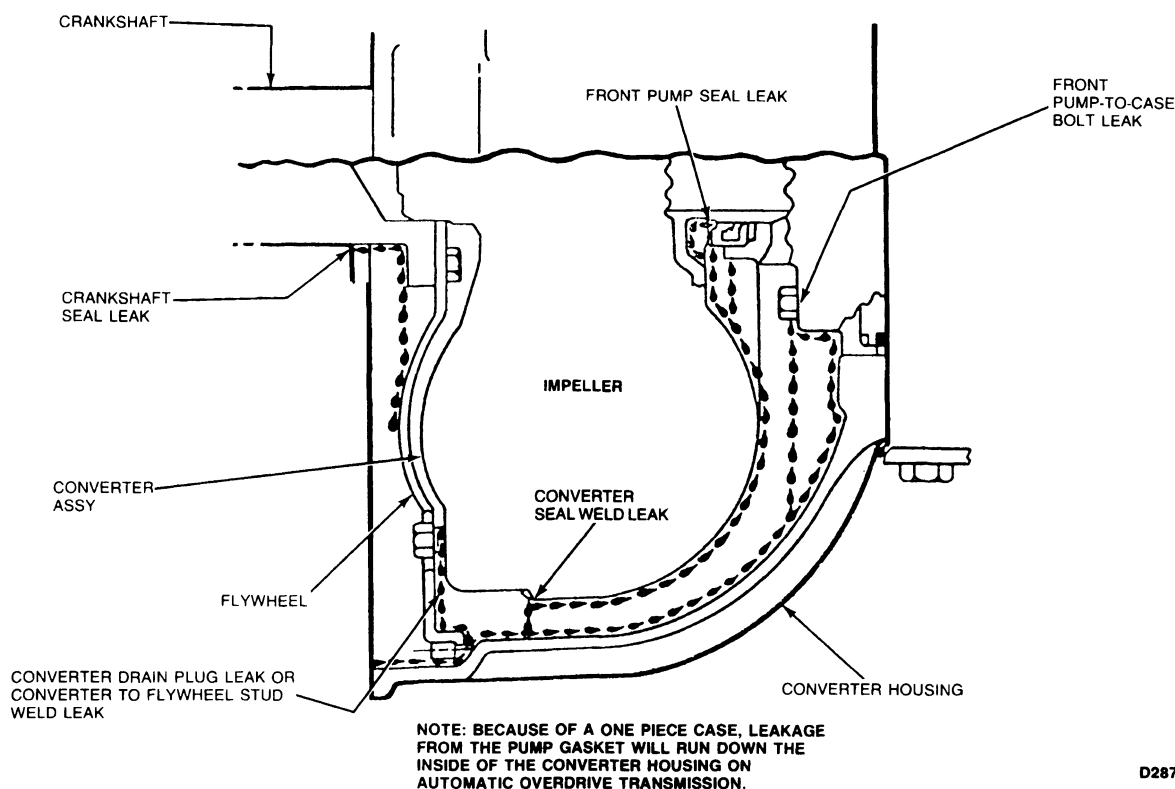 CRANKSHAFT
FRONT PUMP SEAL LEAK
FRONT
PUMP-TO-CASE
BOLT LEAK
CRANKSHAFT
SEAL LEAK
IMPELLER
CONVERTER
ASSY
CONVERTER
SEAL WELD LEAK
FLYWHEEL
CONVERTER DRAIN PLUG LEAK OR
CONVERTER TO FLYWHEEL STUD
WELD LEAK
CONVERTER HOUSING
NOTE: BECAUSE OF A ONE PIECE CASE, LEAKAGE
FROM THE PUMP GASKET WILL RUN DOWN THE
INSIDE OF THE CONVERTER HOUSING ON
AUTOMATIC OVERDRIVE TRANSMISSION.
D287